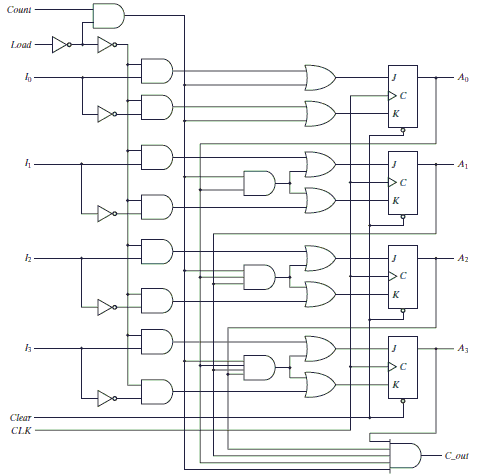 Count
Load
I0 J A0
C
K
I1 J A1
C
K
I2 J A2
C
K
I3 J A3
C
K
Clear
CLK
C_out